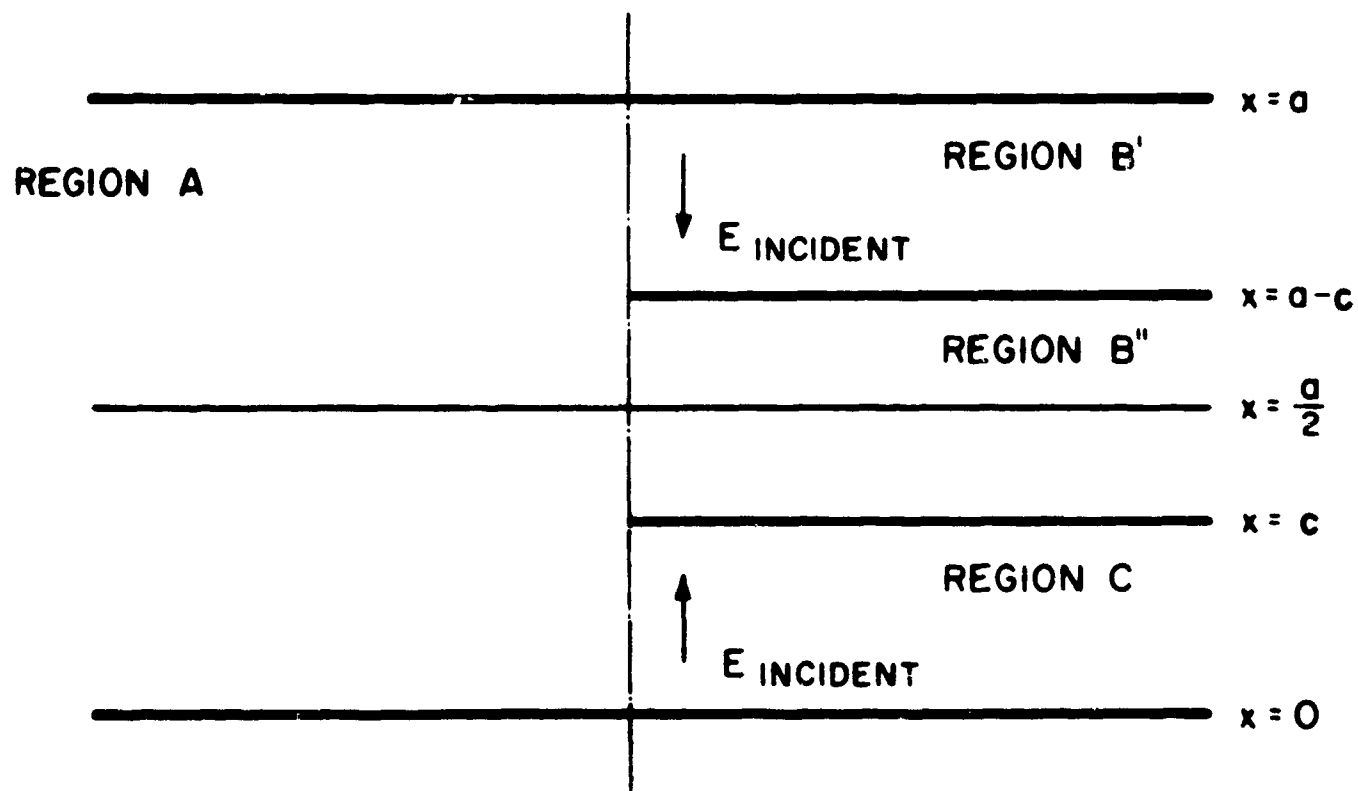 x = a
REGION B'
REGION A
E INCIDENT
x = a-c
REGION B"
x = a/2
x = c
REGION C
E INCIDENT
x = 0